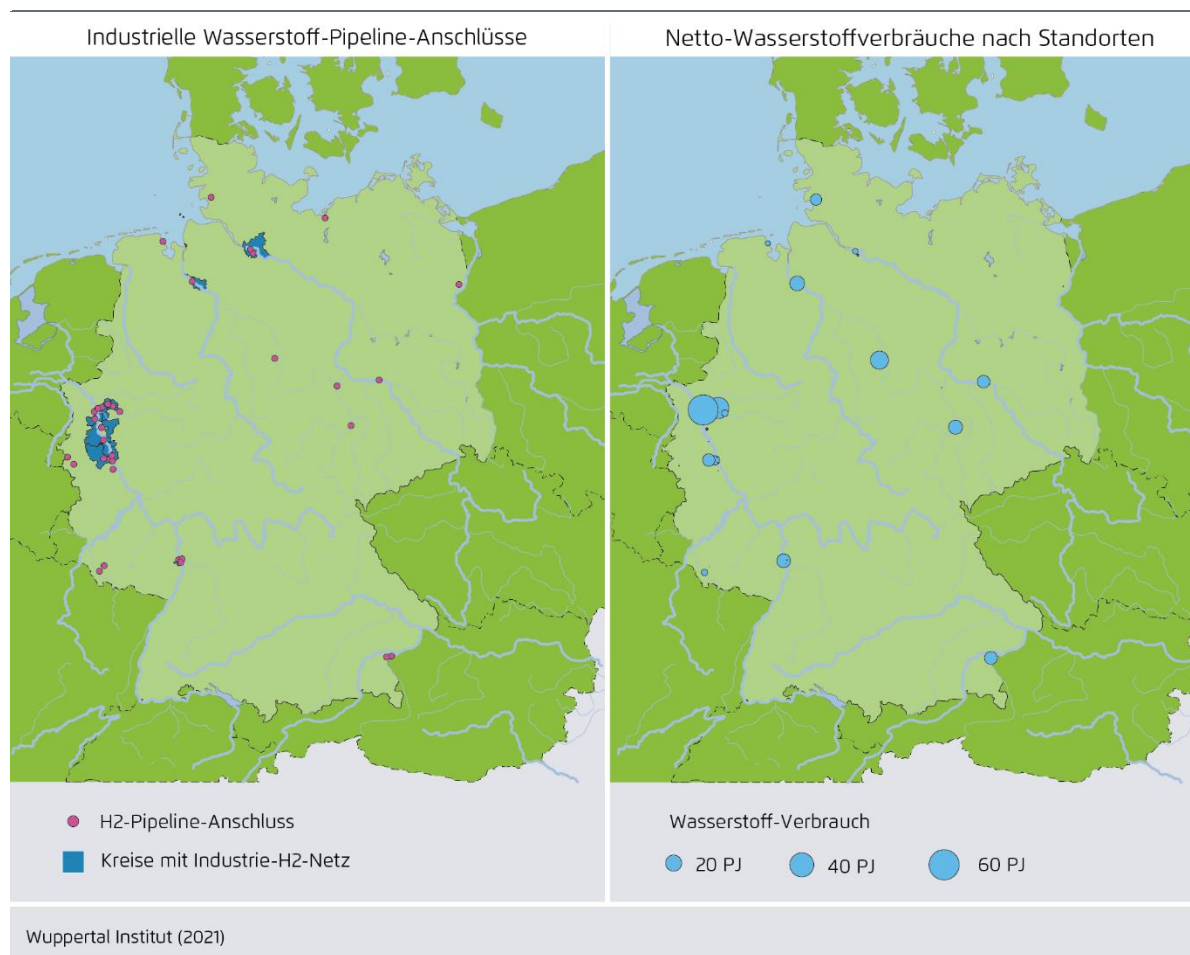 Industrielle Wasserstoff-Pipeline-Anschlüsse
Netto-Wasserstoffverbräuche nach Standorten
H2-Pipeline-Anschluss
Kreise mit Industrie-H2-Netz
Wasserstoff-Verbrauch
20 PJ
40 PJ
60 PJ
Wuppertal Institut (2021)